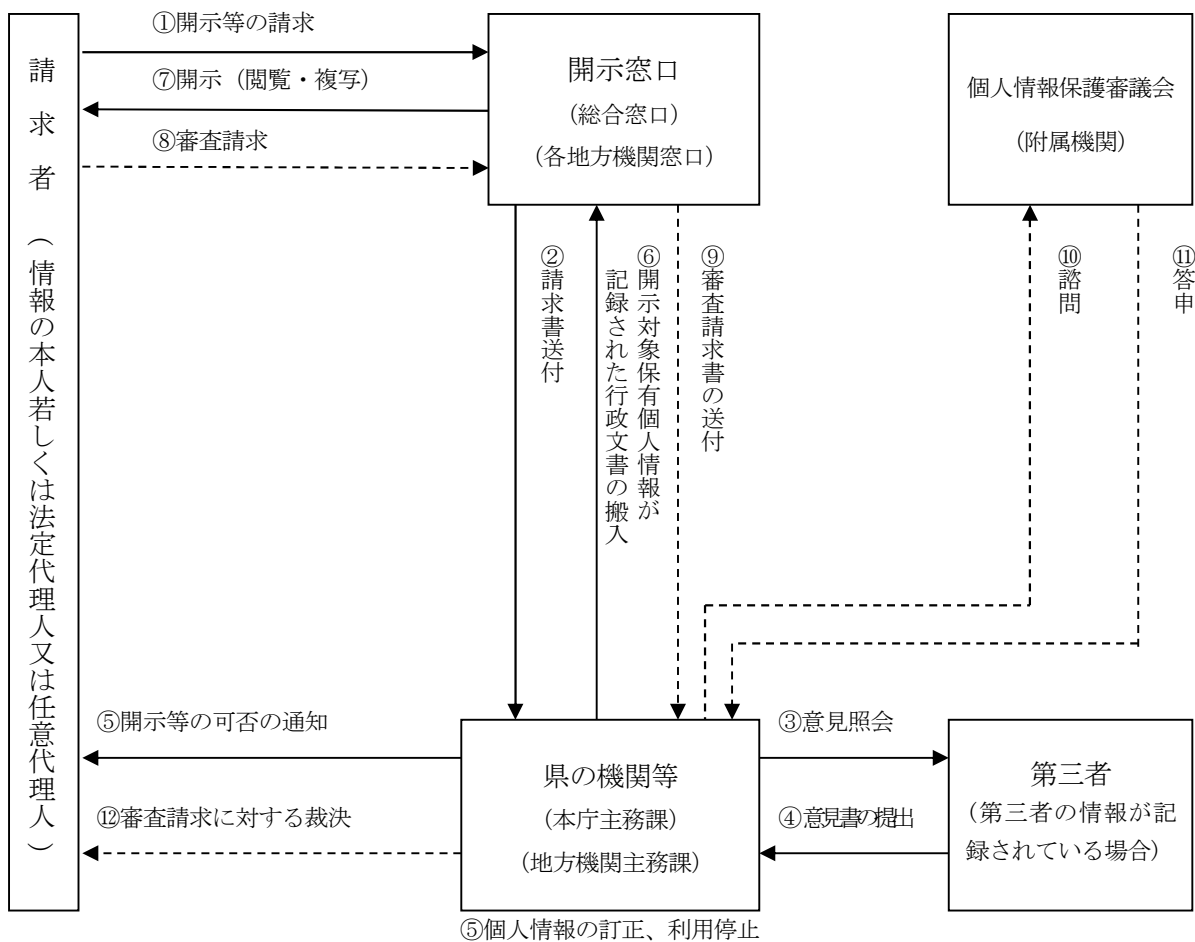 ①開示等の請求
⑦開示（閲覧・複写）
⑧審査請求
請求者（情報の本人若しくは法定代理人又は任意代理人）
開示窓口
（総合窓口）
（各地方機関窓口）
個人情報保護審議会
（附属機関）
②請求書送付
⑥開示対象保有個人情報が
記録された行政文書の搬入
⑨審査請求書の送付
⑩諮問
⑪答申
⑤開示等の可否の通知
⑫審査請求に対する裁決
県の機関等
（本庁主務課）
（地方機関主務課）
③意見照会
④意見書の提出
第三者
（第三者の情報が記
録されている場合）
⑤個人情報の訂正、利用停止